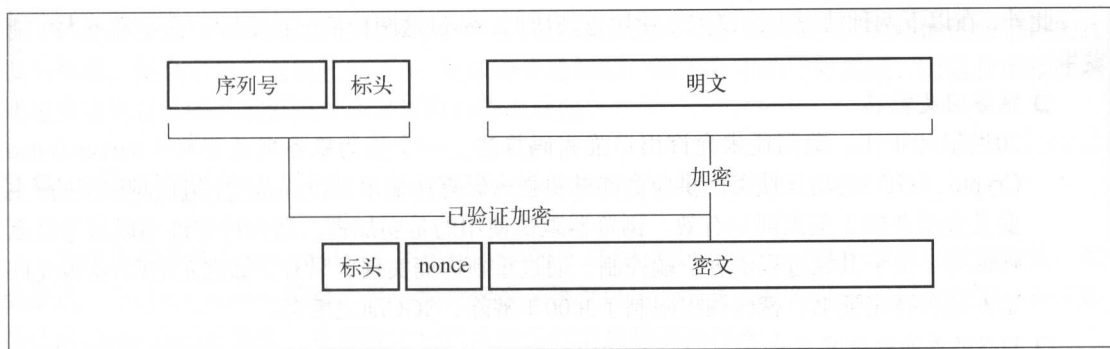 序列号 标头 明文
加密
已验证加密
标头 nonce 密文